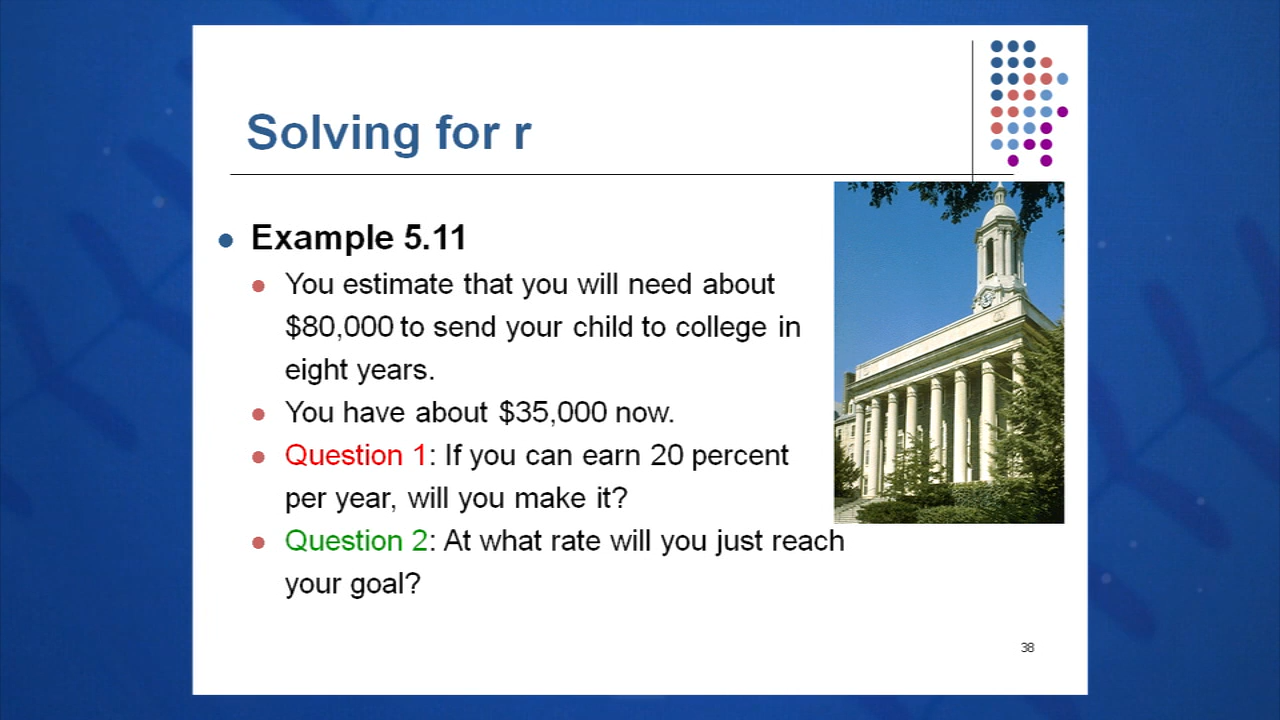 Solving for r
Example 5.11
You estimate that you will need about
$80,000 to send your child to college in
eight years.
You have about $35,000 now.
Question 1: If you can earn 20 percent
per year, will you make it?
Question 2: At what rate will you just reach
your goal?
38